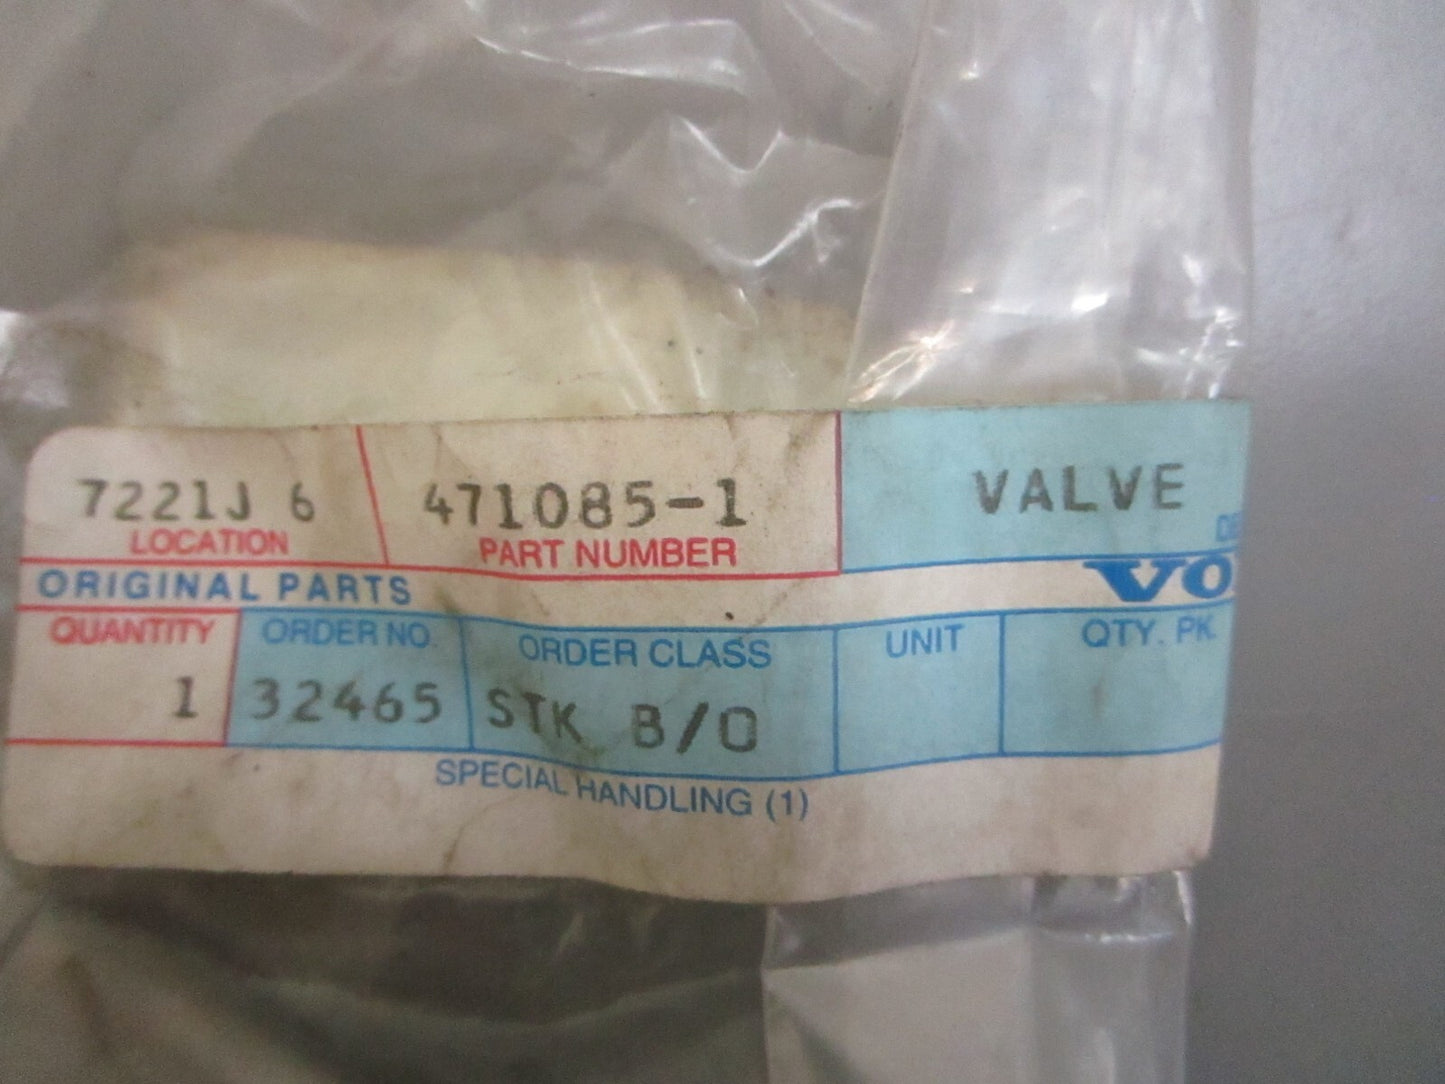 7221J 6 471085-1 VALVE
LOCATION PART NUMBER
ORIGINAL PARTS
QUANTITY ORDER NO. ORDER CLASS UNIT QTY. PK
1 32465 STK B/O
SPECIAL HANDLING (1)